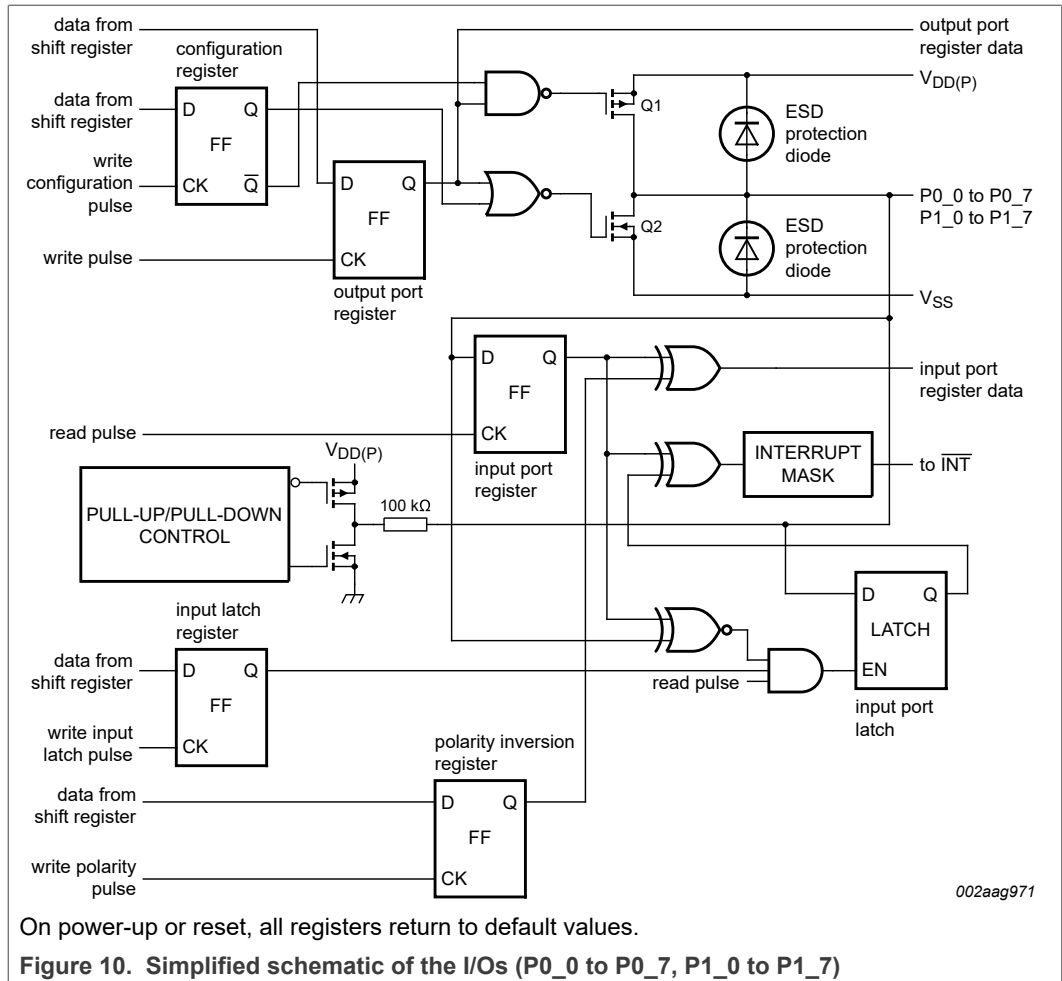 data from
shift register
configuration
register
output port
register data
data from
shift register
D
Q
FF
CK
Q̅
write
configuration
pulse
D
Q
FF
CK
write pulse
output port
register
Q1
Q2
VDD(P)
ESD
protection
diode
P0_0 to P0_7
P1_0 to P1_7
ESD
protection
diode
VSS
D
Q
FF
CK
read pulse
input port
register
input port
register data
INTERRUPT
MASK
to I̅N̅T̅
VDD(P)
100 kΩ
PULL-UP/PULL-DOWN
CONTROL
D
Q
LATCH
EN
input port
latch
read pulse
input latch
register
data from
shift register
D
Q
FF
CK
write input
latch pulse
polarity inversion
register
data from
shift register
D
Q
FF
CK
write polarity
pulse
002aag971
On power-up or reset, all registers return to default values.
Figure 10. Simplified schematic of the I/Os (P0_0 to P0_7, P1_0 to P1_7)